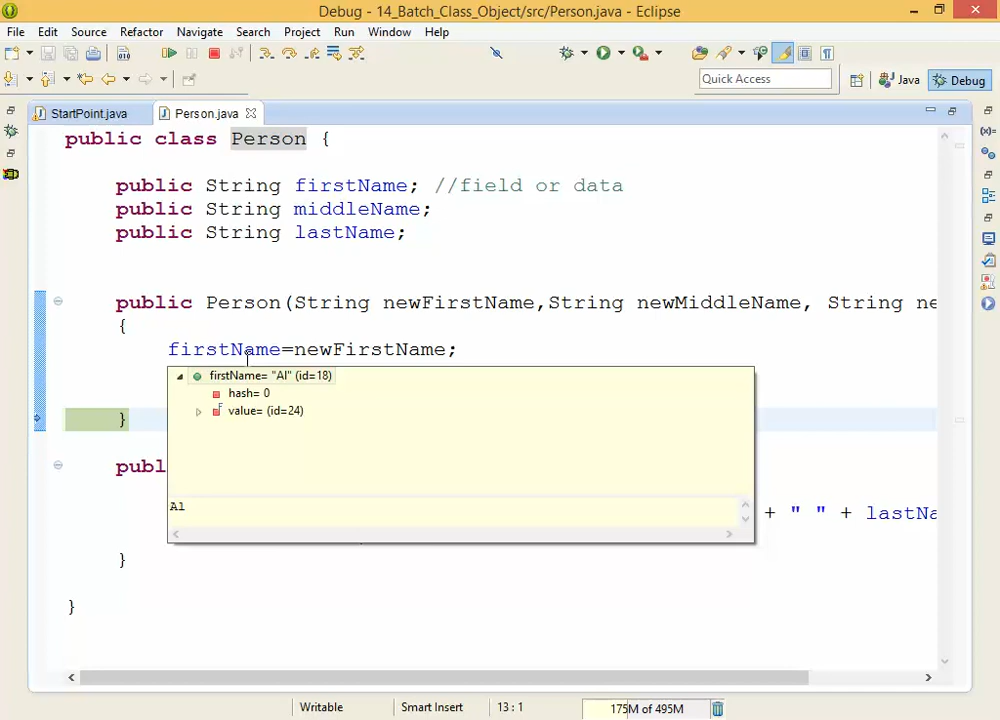 Debug - 14_Batch_Class_Object/src/Person.java - Eclipse
File Edit Source Refactor Navigate Search Project Run Window Help
Quick Access
Java
Debug
StartPoint.java
Person.java
public class Person {
public String firstName; //field or data
public String middleName;
public String lastName;
public Person(String newFirstName,String newMiddleName, String ne
{
firstName=newFirstName;
firstName= "Al" (id=18)
hash= 0
value= (id=24)
}
publ
Al
+ " " + lastNa
}
}
Writable
Smart Insert
13 : 1
175M of 495M